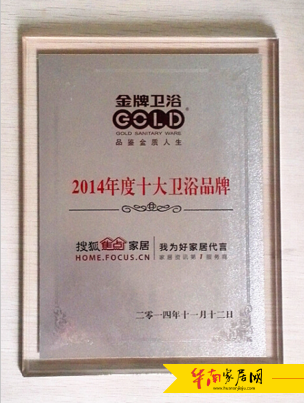 金牌卫浴
GOLD®
GOLD SANITARY WARE
品鉴金质人生
2014年度十大卫浴品牌
搜狐焦点家居 我为好家居代言
HOME.FOCUS.CN
二零一四年十一月十二日
华南家居网